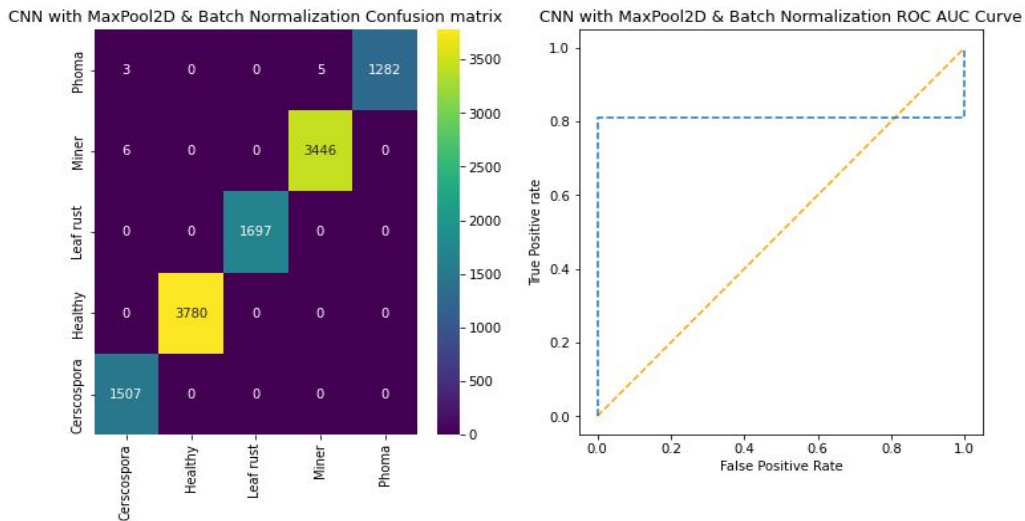 CNN with MaxPool2D & Batch Normalization Confusion matrix
Phoma
3 0 0 5 1282
Miner
6 0 0 3446 0
Leaf rust
0 0 1697 0 0
Healthy
0 3780 0 0 0
Cerscospora
1507 0 0 0 0
Cerscospora
Healthy
Leaf rust
Miner
Phoma
3500
3000
2500
2000
1500
1000
500
0
CNN with MaxPool2D & Batch Normalization ROC AUC Curve
True Positive rate
1.0
0.8
0.6
0.4
0.2
0.0
0.0 0.2 0.4 0.6 0.8 1.0
False Positive Rate